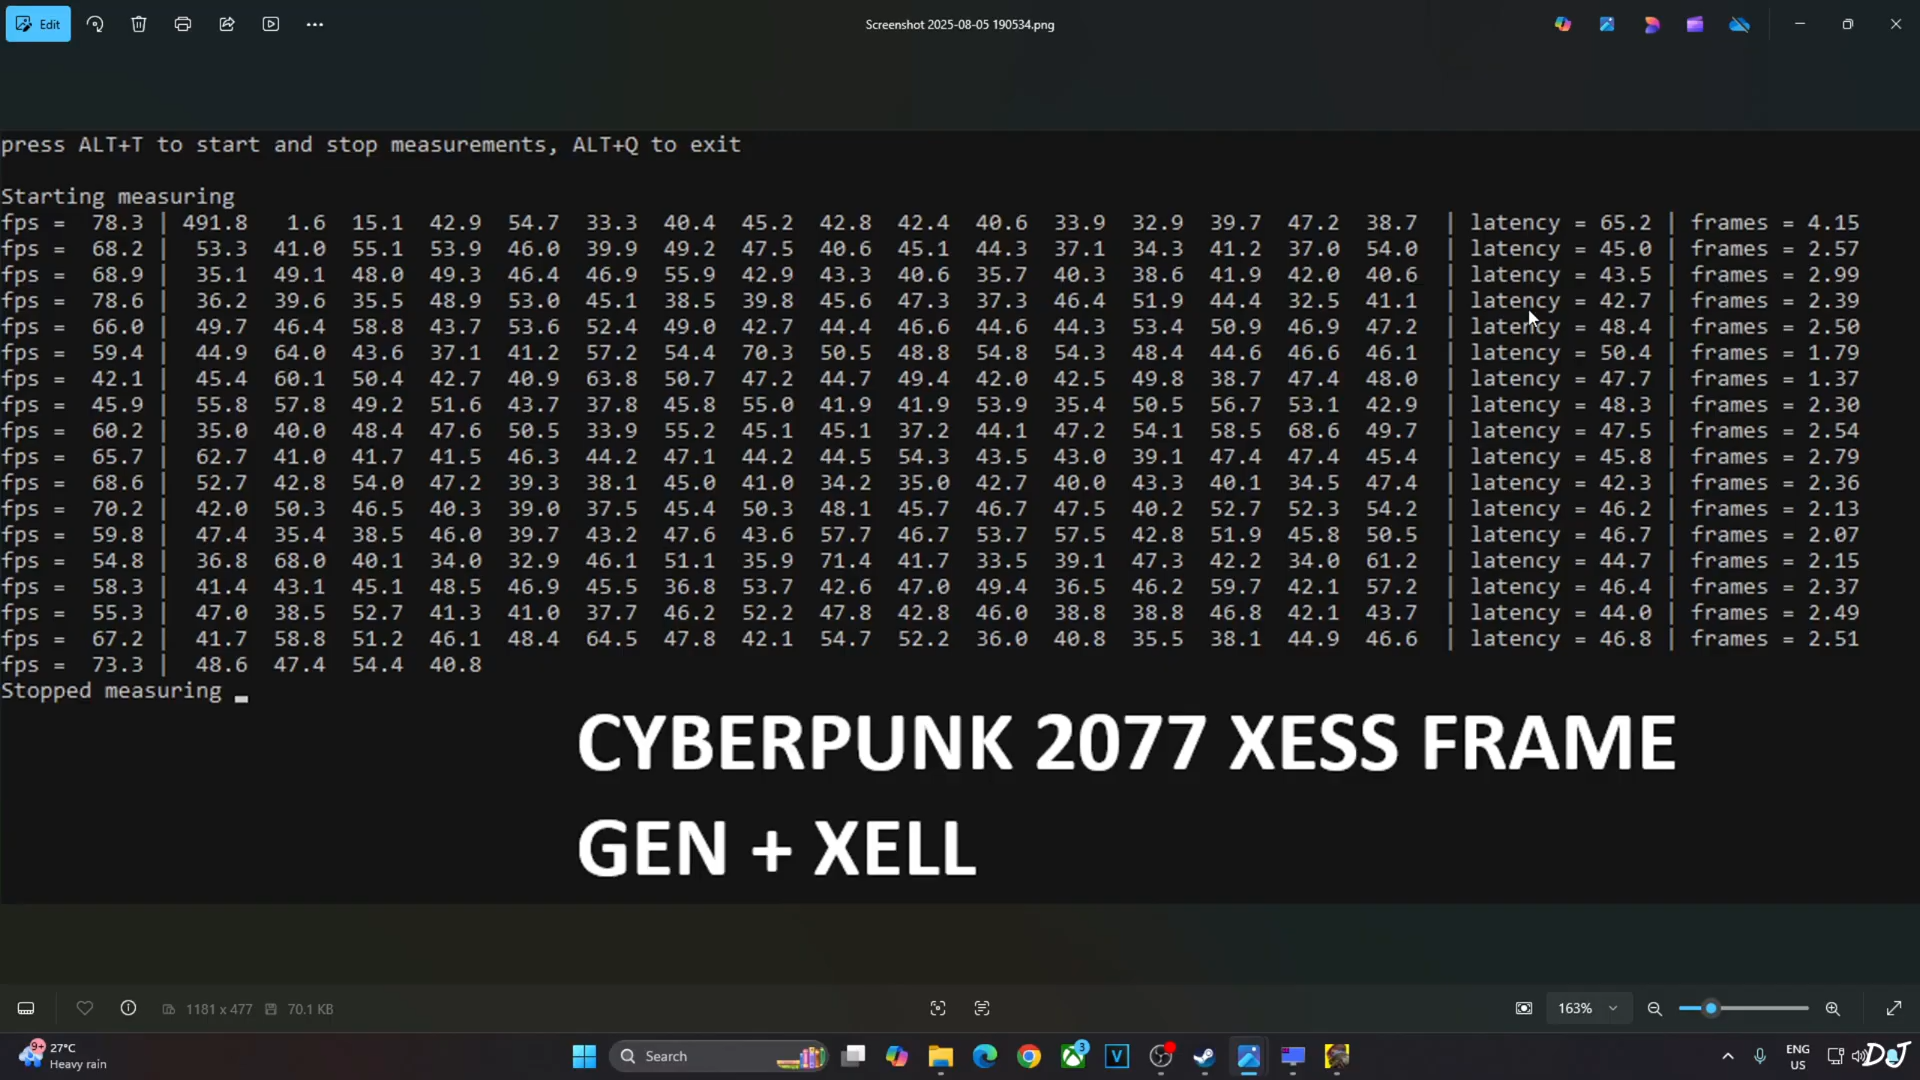 Edit
Screenshot 2025-08-05 190534.png
press ALT+T to start and stop measurements, ALT+Q to exit
Starting measuring
fps = 78.3 | 491.8 1.6 15.1 42.9 54.7 33.3 40.4 45.2 42.8 42.4 40.6 33.9 32.9 39.7 47.2 38.7 | latency = 65.2 | frames = 4.15
fps = 68.2 | 53.3 41.0 55.1 53.9 46.0 39.9 49.2 47.5 40.6 45.1 44.3 37.1 34.3 41.2 37.0 54.0 | latency = 45.0 | frames = 2.57
fps = 68.9 | 35.1 49.1 48.0 49.3 46.4 46.9 55.9 42.9 43.3 40.6 35.7 40.3 38.6 41.9 42.0 40.6 | latency = 43.5 | frames = 2.99
fps = 78.6 | 36.2 39.6 35.5 48.9 53.0 45.1 38.5 39.8 45.6 47.3 37.3 46.4 51.9 44.4 32.5 41.1 | latency = 42.7 | frames = 2.39
fps = 66.0 | 49.7 46.4 58.8 43.7 53.6 52.4 49.0 42.7 44.4 46.6 44.6 44.3 53.4 50.9 46.9 47.2 | latency = 48.4 | frames = 2.50
fps = 59.4 | 44.9 64.0 43.6 37.1 41.2 57.2 54.4 70.3 50.5 48.8 54.8 54.3 48.4 44.6 46.6 46.1 | latency = 50.4 | frames = 1.79
fps = 42.1 | 45.4 60.1 50.4 42.7 40.9 63.8 50.7 47.2 44.7 49.4 42.0 42.5 49.8 38.7 47.4 48.0 | latency = 47.7 | frames = 1.37
fps = 45.9 | 55.8 57.8 49.2 51.6 43.7 37.8 45.8 55.0 41.9 41.9 53.9 35.4 50.5 56.7 53.1 42.9 | latency = 48.3 | frames = 2.30
fps = 60.2 | 35.0 40.0 48.4 47.6 50.5 33.9 55.2 45.1 45.1 37.2 44.1 47.2 54.1 58.5 68.6 49.7 | latency = 47.5 | frames = 2.54
fps = 65.7 | 62.7 41.0 41.7 41.5 46.3 44.2 47.1 44.2 44.5 54.3 43.5 43.0 39.1 47.4 47.4 45.4 | latency = 45.8 | frames = 2.79
fps = 68.6 | 52.7 42.8 54.0 47.2 39.3 38.1 45.0 41.0 34.2 35.0 42.7 40.0 43.3 40.1 34.5 47.4 | latency = 42.3 | frames = 2.36
fps = 70.2 | 42.0 50.3 46.5 40.3 39.0 37.5 45.4 50.3 48.1 45.7 46.7 47.5 40.2 52.7 52.3 54.2 | latency = 46.2 | frames = 2.13
fps = 59.8 | 47.4 35.4 38.5 46.0 39.7 43.2 47.6 43.6 57.7 46.7 53.7 57.5 42.8 51.9 45.8 50.5 | latency = 46.7 | frames = 2.07
fps = 54.8 | 36.8 68.0 40.1 34.0 32.9 46.1 51.1 35.9 71.4 41.7 33.5 39.1 47.3 42.2 34.0 61.2 | latency = 44.7 | frames = 2.15
fps = 58.3 | 41.4 43.1 45.1 48.5 46.9 45.5 36.8 53.7 42.6 47.0 49.4 36.5 46.2 59.7 42.1 57.2 | latency = 46.4 | frames = 2.37
fps = 55.3 | 47.0 38.5 52.7 41.3 41.0 37.7 46.2 52.2 47.8 42.8 46.0 38.8 38.8 46.8 42.1 43.7 | latency = 44.0 | frames = 2.49
fps = 67.2 | 41.7 58.8 51.2 46.1 48.4 64.5 47.8 42.1 54.7 52.2 36.0 40.8 35.5 38.1 44.9 46.6 | latency = 46.8 | frames = 2.51
fps = 73.3 | 48.6 47.4 54.4 40.8
Stopped measuring
CYBERPUNK 2077 XESS FRAME
GEN + XELL
1181 x 477 70.1 KB
163%
9+
27°C
Heavy rain
Search
3
V
ENG
US
DJ